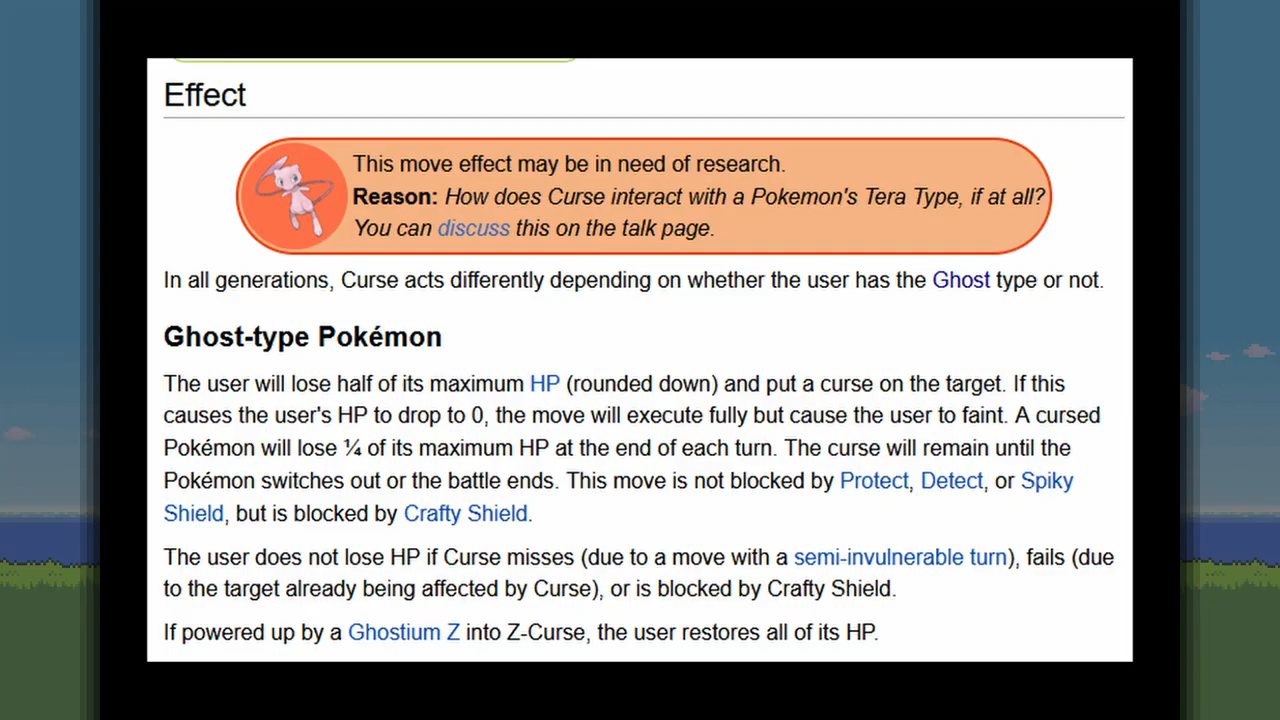 Effect
This move effect may be in need of research.
Reason: How does Curse interact with a Pokemon's Tera Type, if at all?
You can discuss this on the talk page.
In all generations, Curse acts differently depending on whether the user has the Ghost type or not.
Ghost-type Pokémon
The user will lose half of its maximum HP (rounded down) and put a curse on the target. If this
causes the user's HP to drop to 0, the move will execute fully but cause the user to faint. A cursed
Pokémon will lose ¼ of its maximum HP at the end of each turn. The curse will remain until the
Pokémon switches out or the battle ends. This move is not blocked by Protect, Detect, or Spiky
Shield, but is blocked by Crafty Shield.
The user does not lose HP if Curse misses (due to a move with a semi-invulnerable turn), fails (due
to the target already being affected by Curse), or is blocked by Crafty Shield.
If powered up by a Ghostium Z into Z-Curse, the user restores all of its HP.